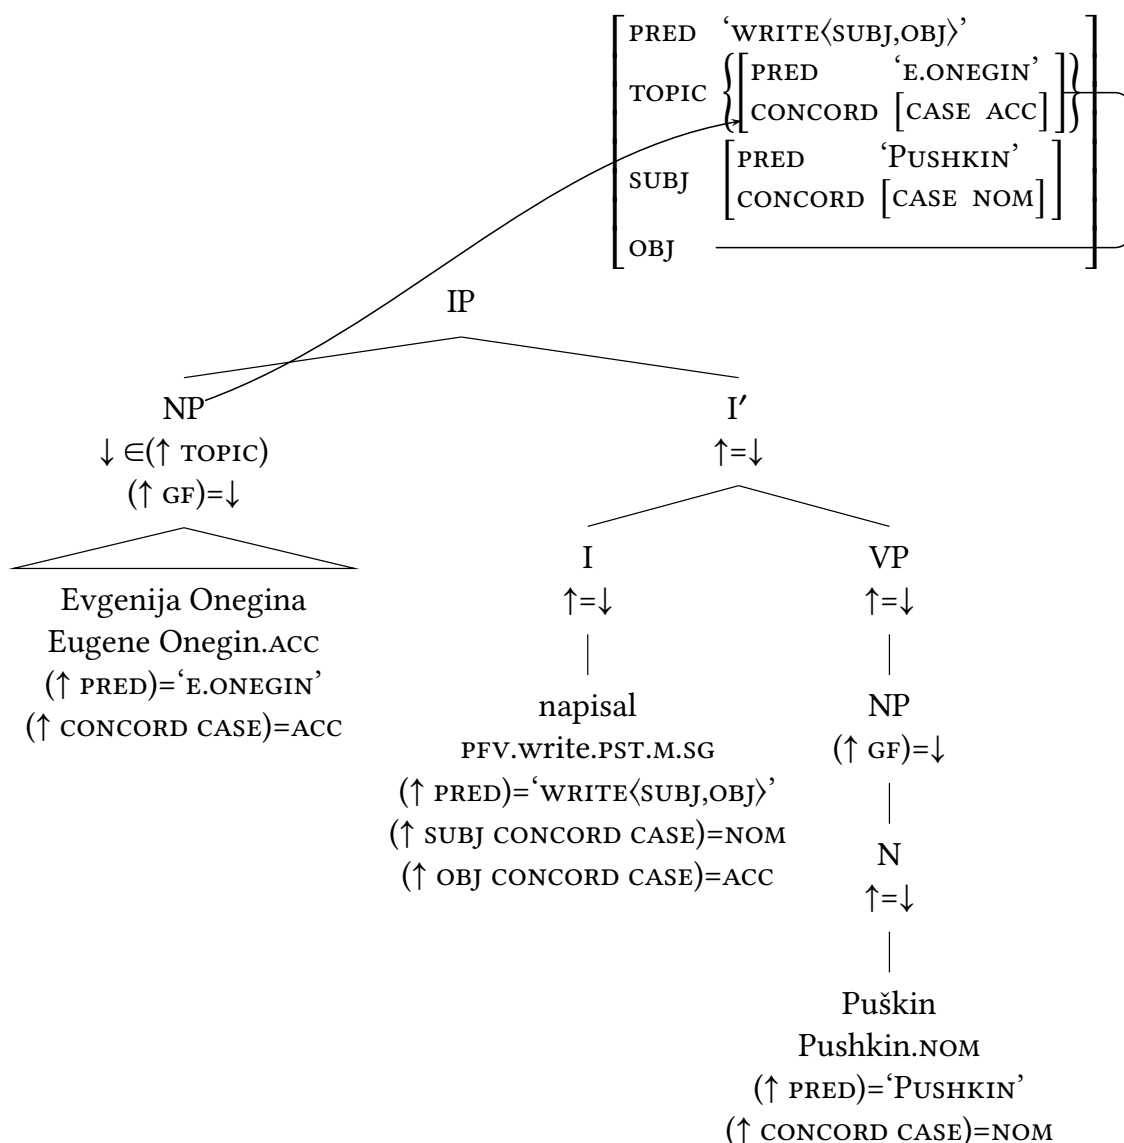 PRED ‘WRITE⟨SUBJ,OBJ⟩’
TOPIC {[PRED ‘E.ONEGIN’
CONCORD [CASE ACC]]}
SUBJ [PRED ‘PUSHKIN’
CONCORD [CASE NOM]]
OBJ
IP
NP I′
↓ ∈(↑ TOPIC) ↑=↓
(↑ GF)=↓
I VP
Evgenija Onegina ↑=↓ ↑=↓
Eugene Onegin.ACC
(↑ PRED)=‘E.ONEGIN’
(↑ CONCORD CASE)=ACC
napisal NP
PFV.write.PST.M.SG (↑ GF)=↓
(↑ PRED)=‘WRITE⟨SUBJ,OBJ⟩’
(↑ SUBJ CONCORD CASE)=NOM N
(↑ OBJ CONCORD CASE)=ACC
↑=↓
Puškin
Pushkin.NOM
(↑ PRED)=‘PUSHKIN’
(↑ CONCORD CASE)=NOM